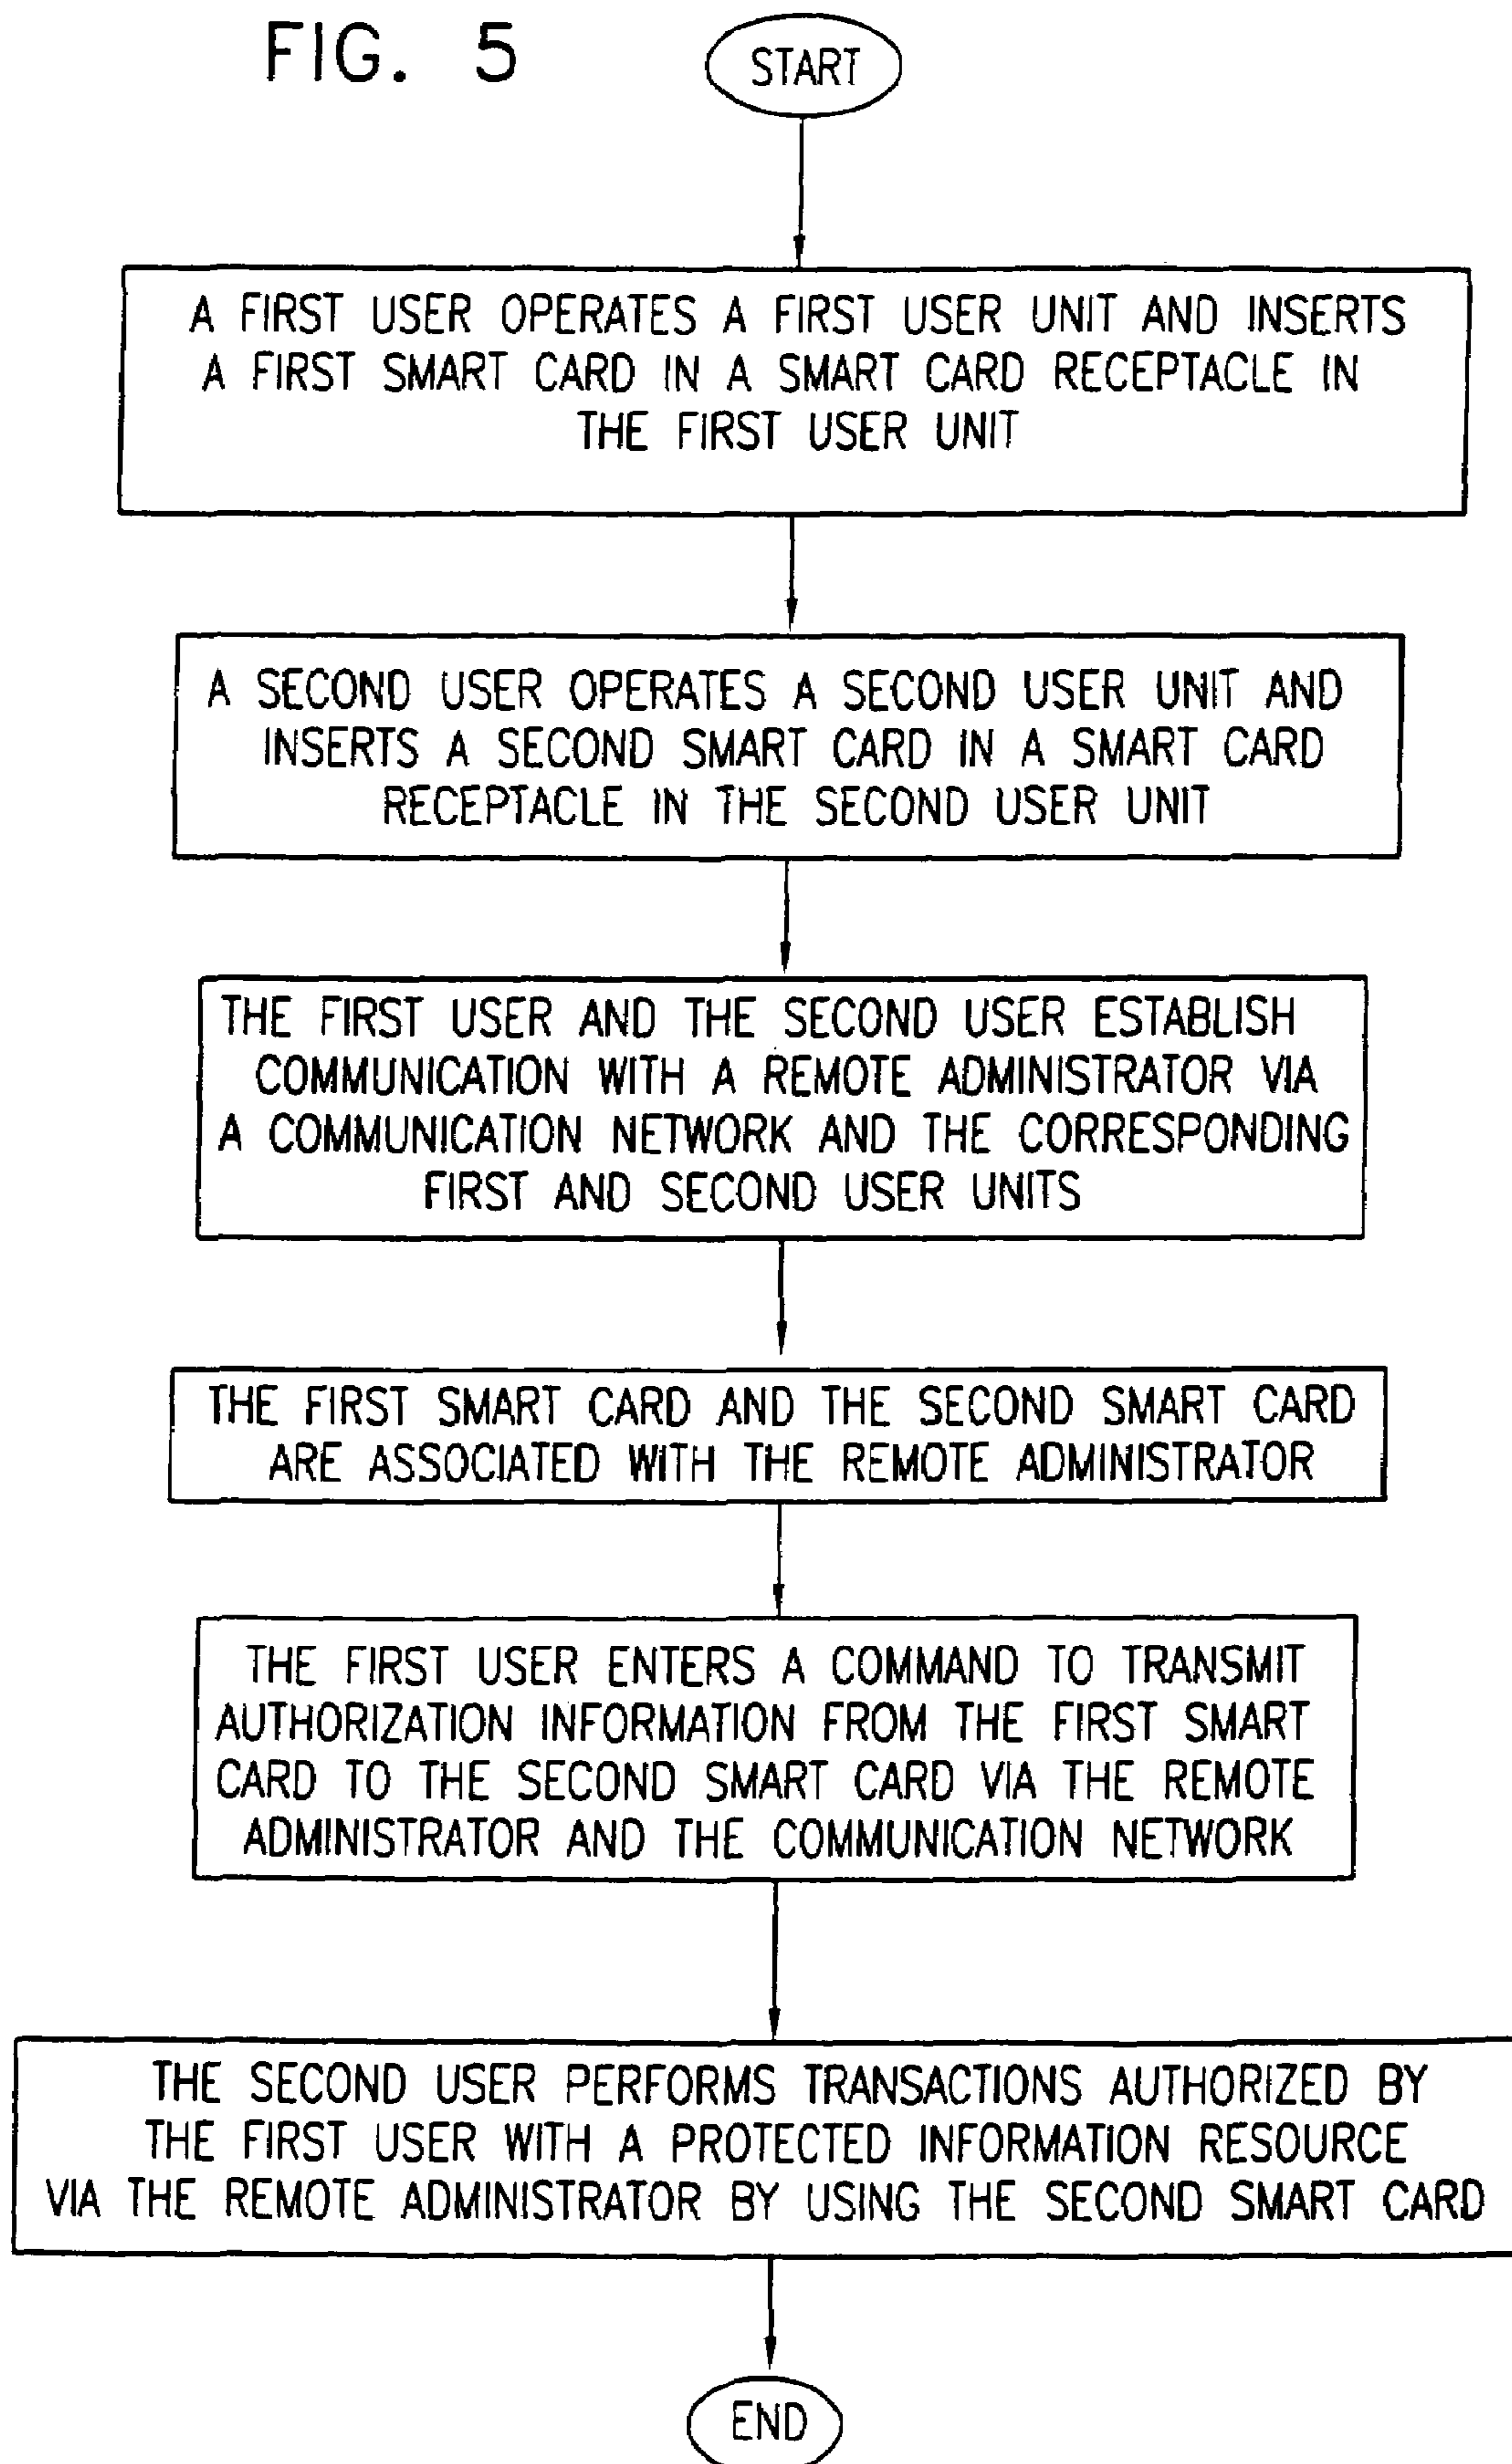 FIG. 5
START
A FIRST USER OPERATES A FIRST USER UNIT AND INSERTS
A FIRST SMART CARD IN A SMART CARD RECEPTACLE IN
THE FIRST USER UNIT
A SECOND USER OPERATES A SECOND USER UNIT AND
INSERTS A SECOND SMART CARD IN A SMART CARD
RECEPTACLE IN THE SECOND USER UNIT
THE FIRST USER AND THE SECOND USER ESTABLISH
COMMUNICATION WITH A REMOTE ADMINISTRATOR VIA
A COMMUNICATION NETWORK AND THE CORRESPONDING
FIRST AND SECOND USER UNITS
THE FIRST SMART CARD AND THE SECOND SMART CARD
ARE ASSOCIATED WITH THE REMOTE ADMINISTRATOR
THE FIRST USER ENTERS A COMMAND TO TRANSMIT
AUTHORIZATION INFORMATION FROM THE FIRST SMART
CARD TO THE SECOND SMART CARD VIA THE REMOTE
ADMINISTRATOR AND THE COMMUNICATION NETWORK
THE SECOND USER PERFORMS TRANSACTIONS AUTHORIZED BY
THE FIRST USER WITH A PROTECTED INFORMATION RESOURCE
VIA THE REMOTE ADMINISTRATOR BY USING THE SECOND SMART CARD
END